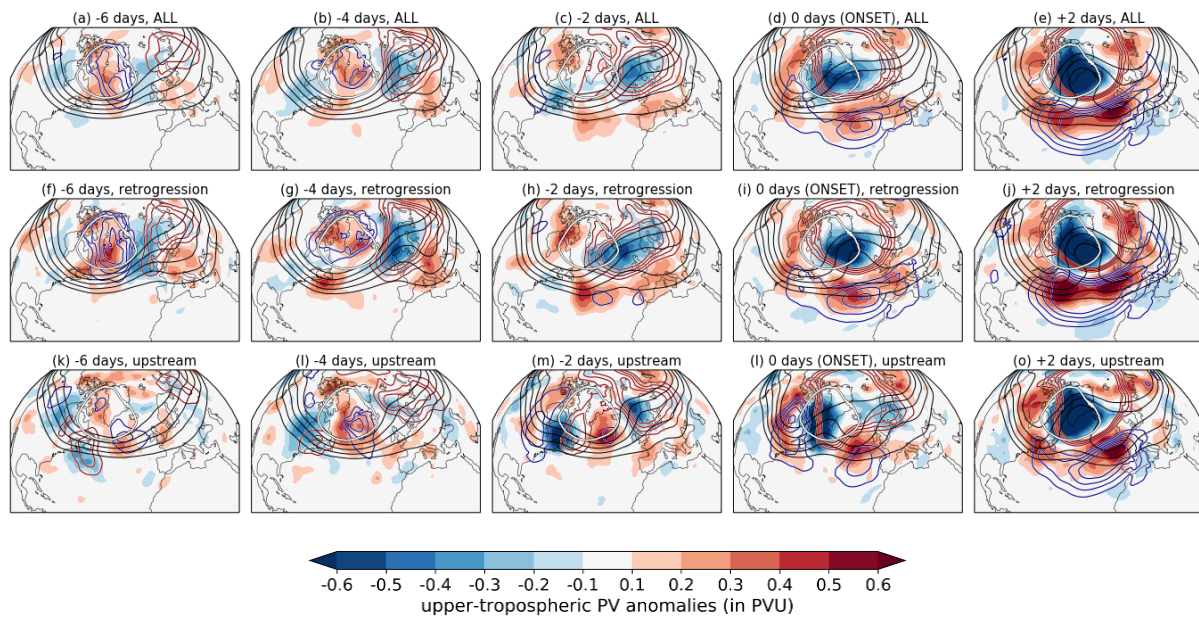 (a) -6 days, ALL
(b) -4 days, ALL
(c) -2 days, ALL
(d) 0 days (ONSET), ALL
(e) +2 days, ALL
(f) -6 days, retrogression
(g) -4 days, retrogression
(h) -2 days, retrogression
(i) 0 days (ONSET), retrogression
(j) +2 days, retrogression
(k) -6 days, upstream
(l) -4 days, upstream
(m) -2 days, upstream
(l) 0 days (ONSET), upstream
(o) +2 days, upstream
-0.6 -0.5 -0.4 -0.3 -0.2 -0.1 0.1 0.2 0.3 0.4 0.5 0.6
upper-tropospheric PV anomalies (in PVU)